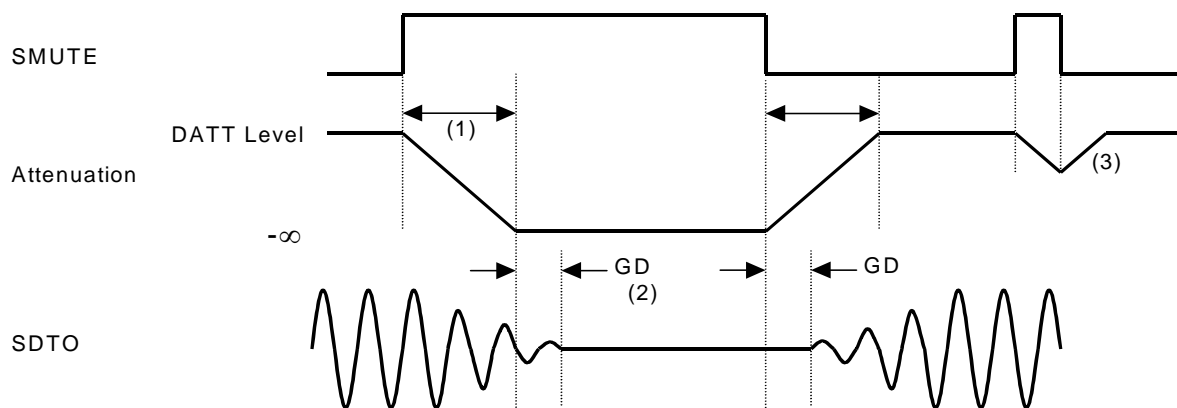 SMUTE
(1)
DATT Level
(3)
Attenuation
-∞
GD
GD
(2)
SDTO